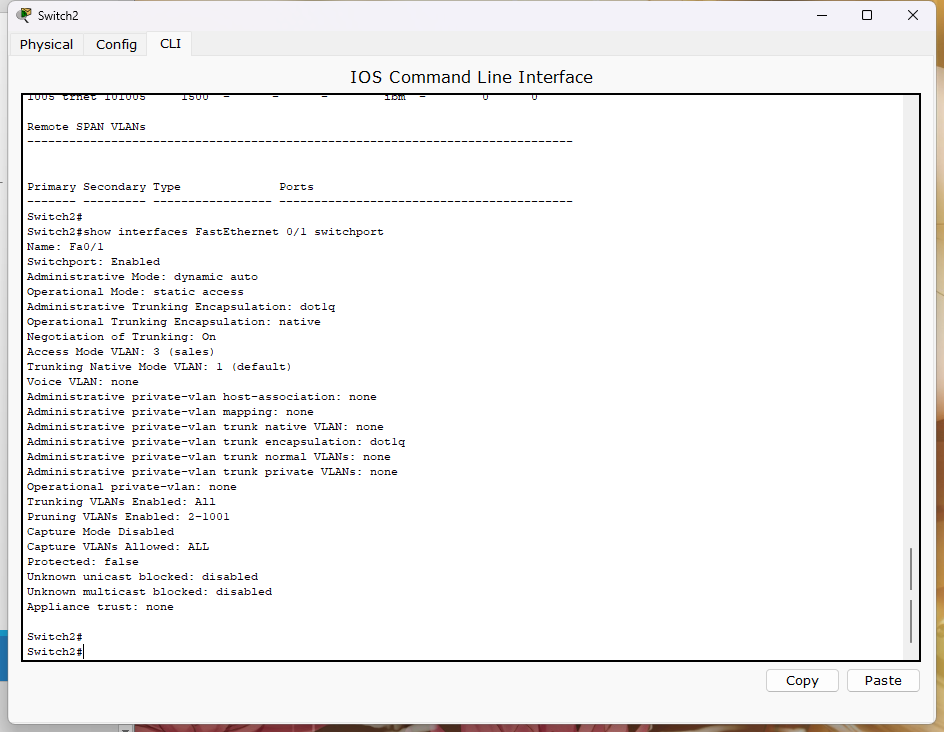 Switch2
Physical Config CLI
IOS Command Line Interface
1005 trnet 101005 1500 - - - ibm - 0 0
Remote SPAN VLANs
------------------------------------------------------------------------------
Primary Secondary Type Ports
------- --------- ----------------- ------------------------------------------
Switch2#
Switch2#show interfaces FastEthernet 0/1 switchport
Name: Fa0/1
Switchport: Enabled
Administrative Mode: dynamic auto
Operational Mode: static access
Administrative Trunking Encapsulation: dot1q
Operational Trunking Encapsulation: native
Negotiation of Trunking: On
Access Mode VLAN: 3 (sales)
Trunking Native Mode VLAN: 1 (default)
Voice VLAN: none
Administrative private-vlan host-association: none
Administrative private-vlan mapping: none
Administrative private-vlan trunk native VLAN: none
Administrative private-vlan trunk encapsulation: dot1q
Administrative private-vlan trunk normal VLANs: none
Administrative private-vlan trunk private VLANs: none
Operational private-vlan: none
Trunking VLANs Enabled: All
Pruning VLANs Enabled: 2-1001
Capture Mode Disabled
Capture VLANs Allowed: ALL
Protected: false
Unknown unicast blocked: disabled
Unknown multicast blocked: disabled
Appliance trust: none
Switch2#
Switch2#
Copy Paste